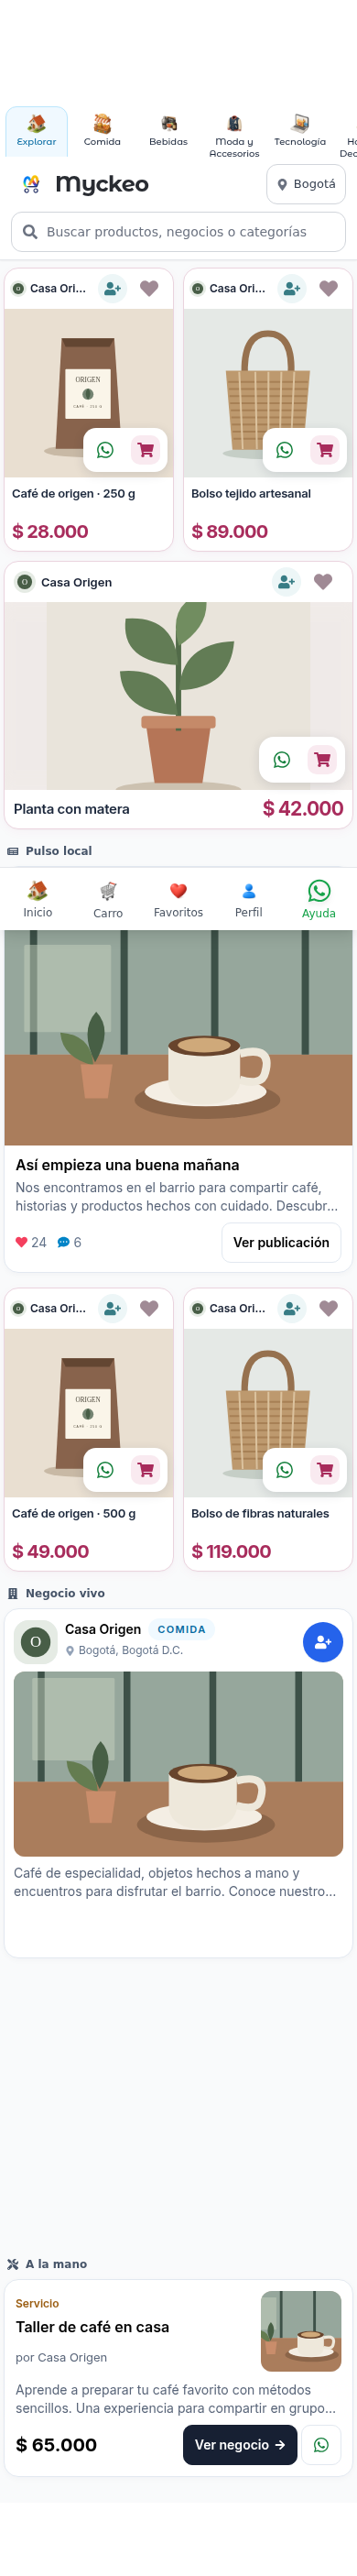 Explorar
Comida
Bebidas
Moda y
Accesorios
Tecnología
Myckeo
Bogotá
Buscar productos, negocios o categorías
Casa Ori...
Casa Ori...
ORIGEN
Café de origen · 250 g
Bolso tejido artesanal
$ 28.000
$ 89.000
Casa Origen
Planta con matera
$ 42.000
Pulso local
Inicio
Carro
Favoritos
Perfil
Ayuda
Así empieza una buena mañana
Nos encontramos en el barrio para compartir café,
historias y productos hechos con cuidado. Descubr...
24
6
Ver publicación
Casa Ori...
Casa Ori...
ORIGEN
Café de origen · 500 g
Bolso de fibras naturales
$ 49.000
$ 119.000
Negocio vivo
O
Casa Origen
COMIDA
Bogotá, Bogotá D.C.
Café de especialidad, objetos hechos a mano y
encuentros para disfrutar el barrio. Conoce nuestro...
A la mano
Servicio
Taller de café en casa
por Casa Origen
Aprende a preparar tu café favorito con métodos
sencillos. Una experiencia para compartir en grupo...
$ 65.000
Ver negocio →